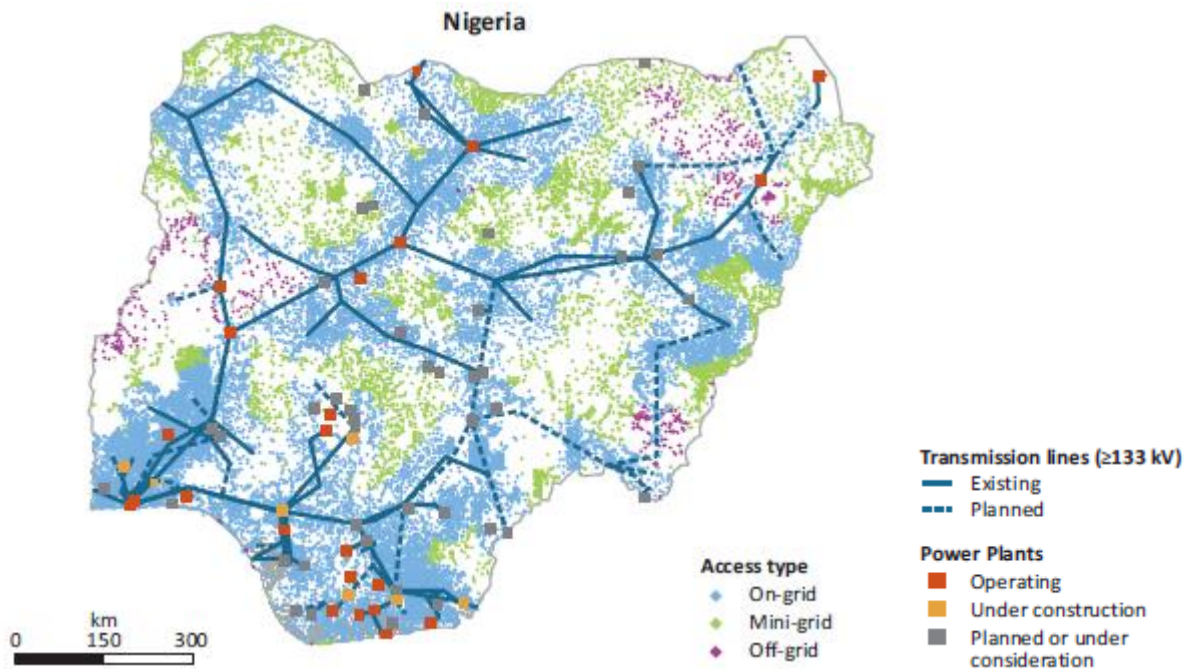 Nigeria
Transmission lines (≥133 kV)
Existing
Planned
Power Plants
Operating
Under construction
Planned or under
consideration
Access type
On-grid
Mini-grid
Off-grid
km
0 150 300